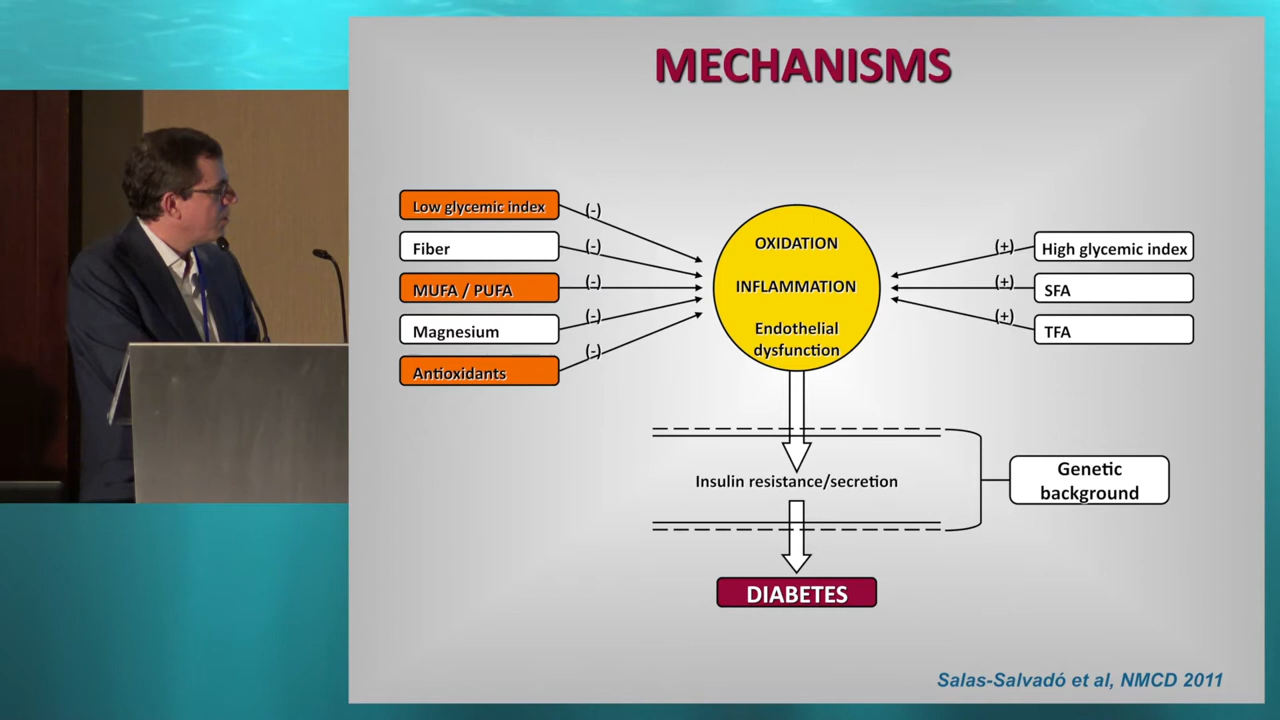 MECHANISMS
Low glycemic index
Fiber
MUFA / PUFA
Magnesium
Antioxidants
(-)
(-)
(-)
(-)
(-)
OXIDATION
INFLAMMATION
Endothelial
dysfunction
(+)
(+)
(+)
High glycemic index
SFA
TFA
Insulin resistance/secretion
Genetic
background
DIABETES
Salas-Salvadó et al, NMCD 2011